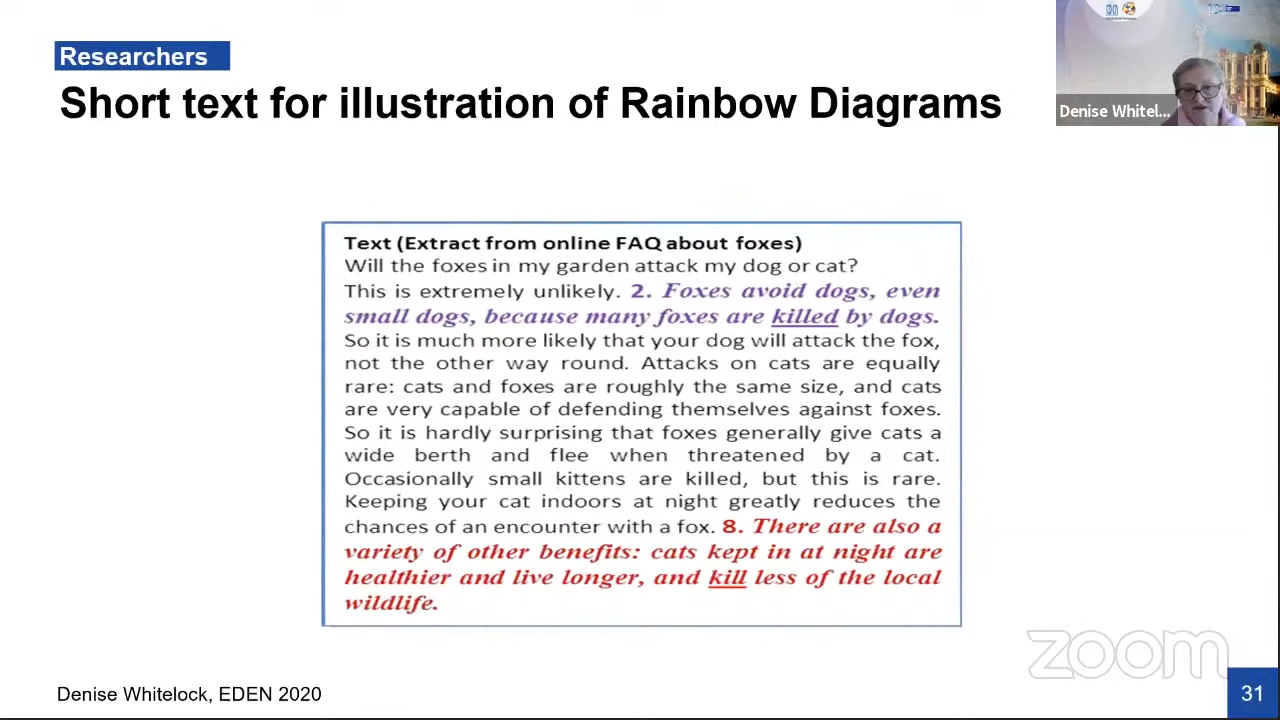 Researchers
Short text for illustration of Rainbow Diagrams
Denise Whitel...
Text (Extract from online FAQ about foxes)
Will the foxes in my garden attack my dog or cat?
This is extremely unlikely. 2. Foxes avoid dogs, even
small dogs, because many foxes are killed by dogs.
So it is much more likely that your dog will attack the fox,
not the other way round. Attacks on cats are equally
rare: cats and foxes are roughly the same size, and cats
are very capable of defending themselves against foxes.
So it is hardly surprising that foxes generally give cats a
wide berth and flee when threatened by a cat.
Occasionally small kittens are killed, but this is rare.
Keeping your cat indoors at night greatly reduces the
chances of an encounter with a fox. 8. There are also a
variety of other benefits: cats kept in at night are
healthier and live longer, and kill less of the local
wildlife.
zoom
Denise Whitelock, EDEN 2020
31